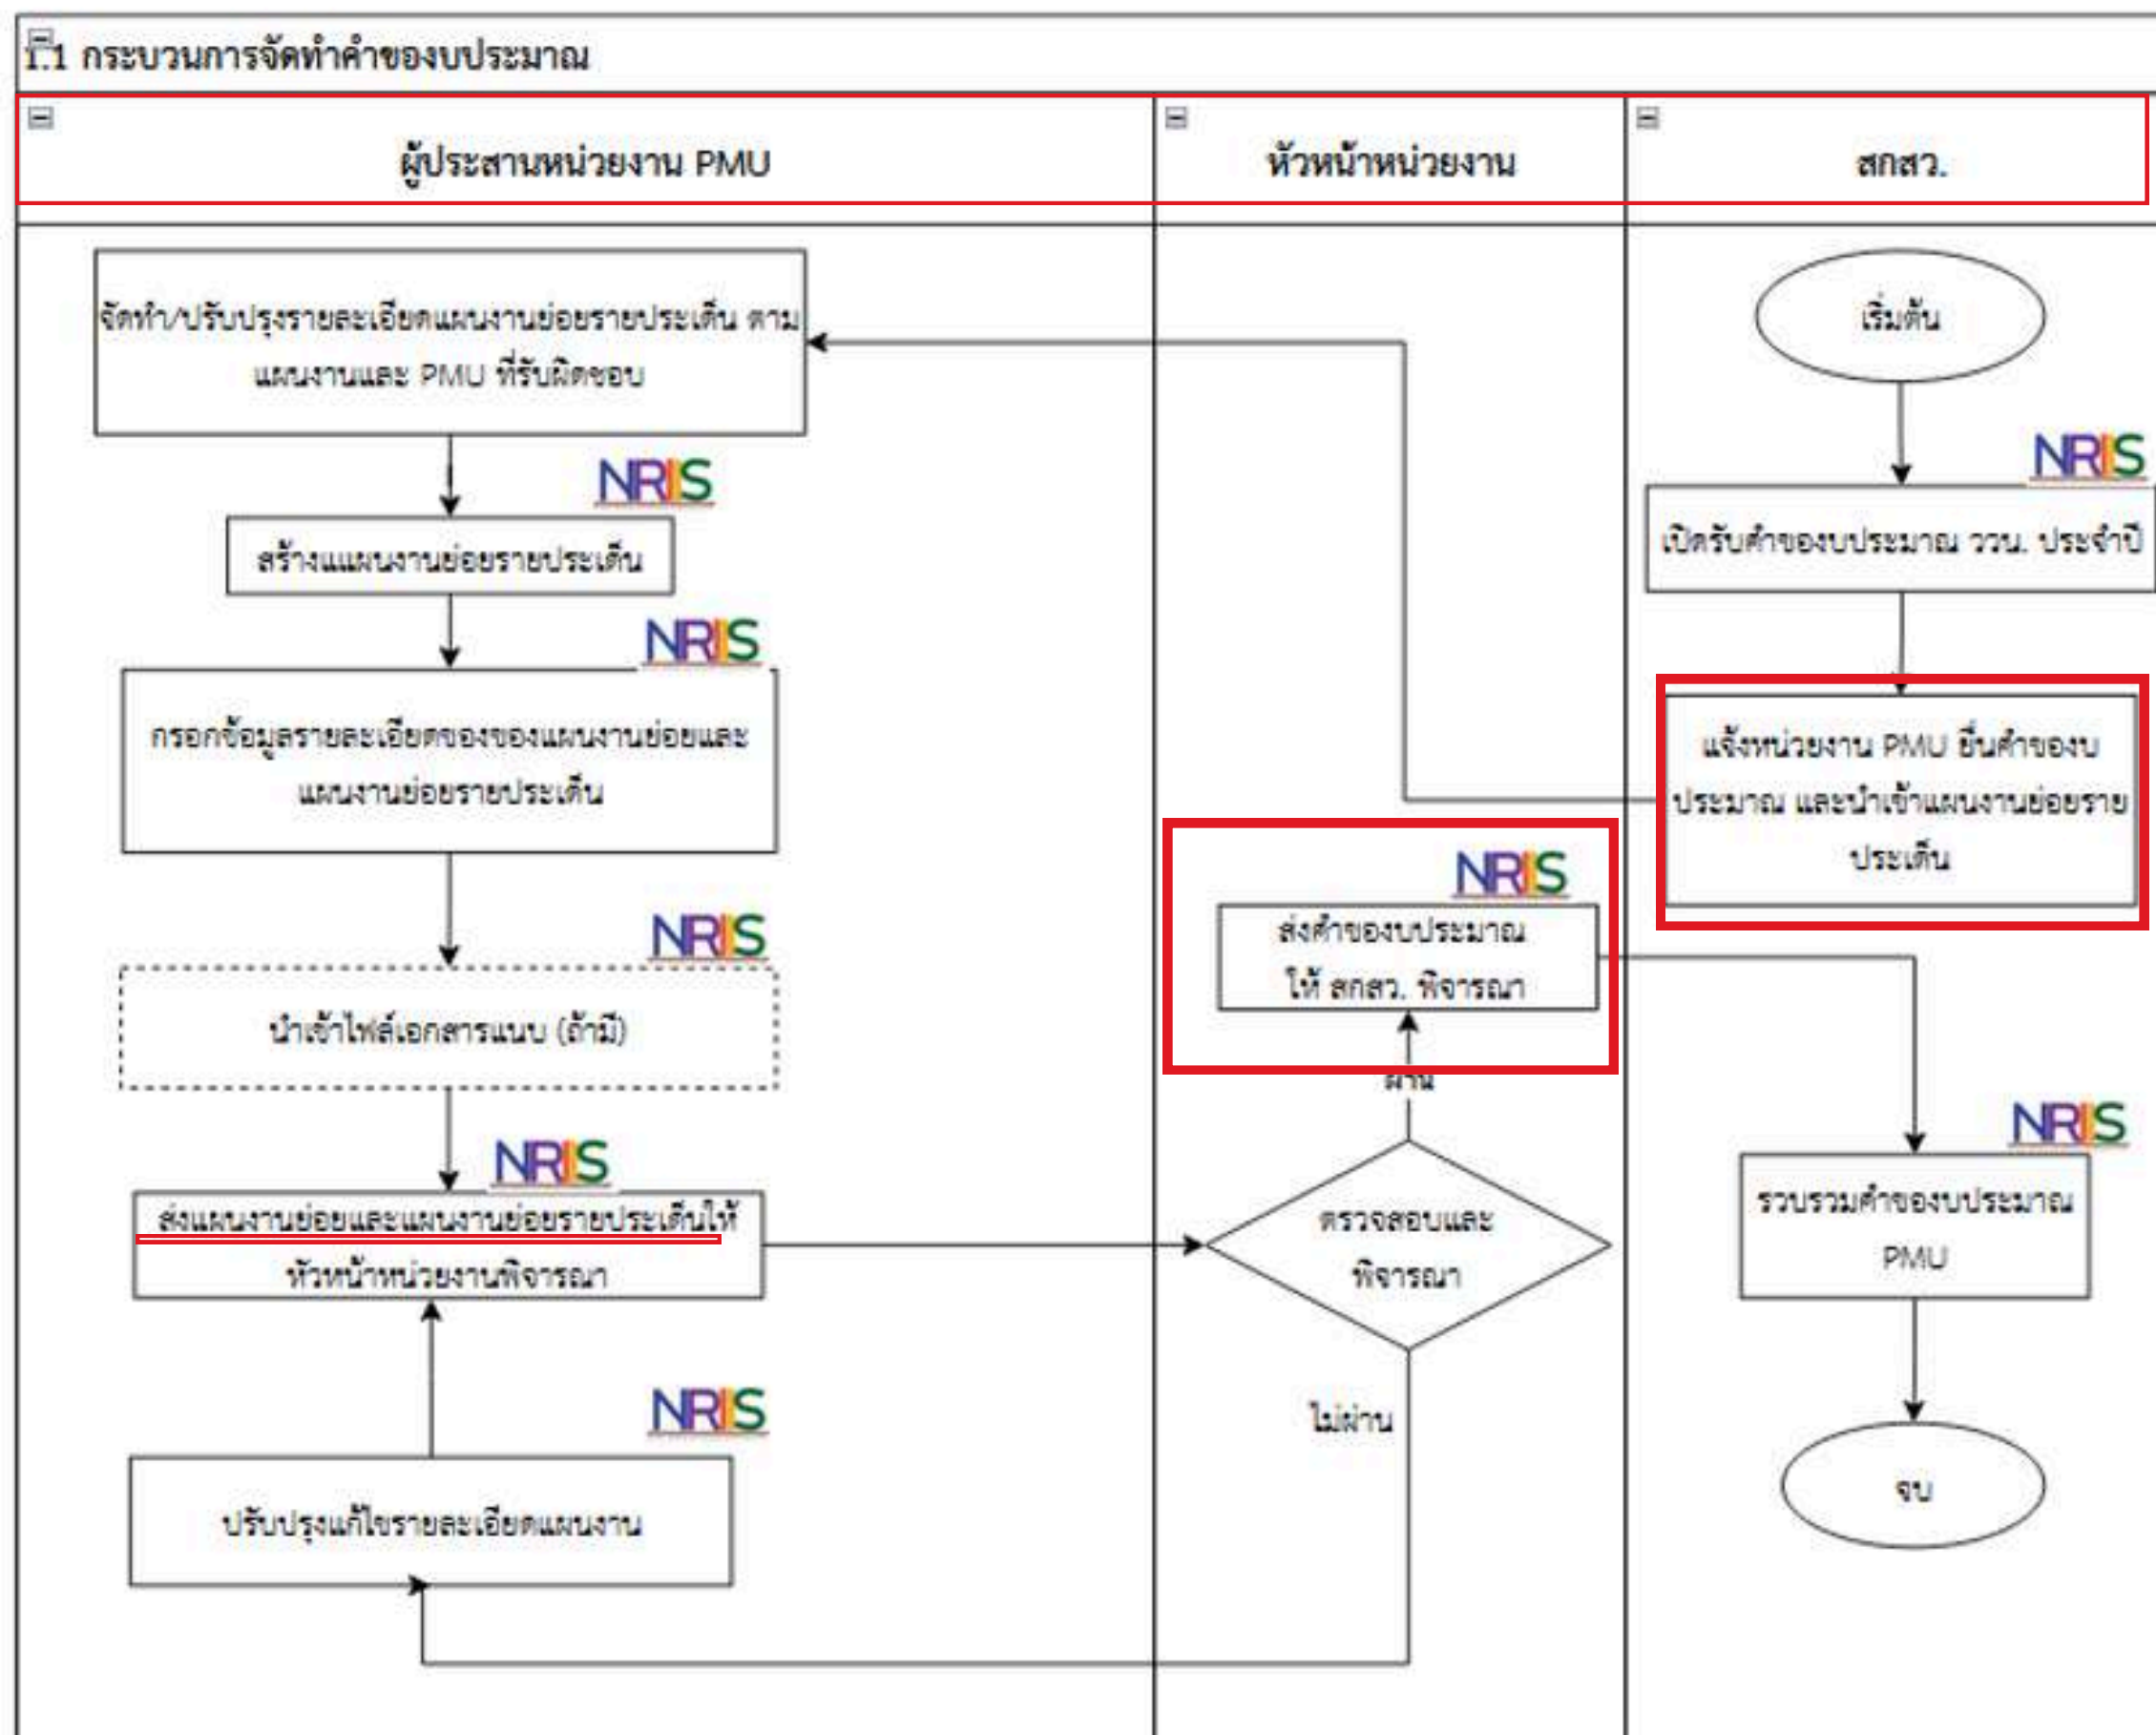 1.1 กระบวนการจัดทำคำของบประมาณ
ผู้ประสานหน่วยงาน PMU
หัวหน้าหน่วยงาน
สกสว.
จัดทำ/ปรับปรุงรายละเอียดแผนงานย่อยรายประเด็น ตาม
แผนงานและ PMU ที่รับผิดชอบ
NRIIS
สร้างแแผนงานย่อยรายประเด็น
NRIIS
กรอกข้อมูลรายละเอียดของของแผนงานย่อยและ
แผนงานย่อยรายประเด็น
NRIIS
นำเข้าไฟล์เอกสารแนบ (ถ้ามี)
NRIIS
ส่งแผนงานย่อยและแผนงานย่อยรายประเด็นให้
หัวหน้าหน่วยงานพิจารณา
NRIIS
ปรับปรุงแก้ไขรายละเอียดแผนงาน
NRIIS
ส่งคำของบประมาณ
ให้ สกสว. พิจารณา
ผ่าน
ตรวจสอบและ
พิจารณา
ไม่ผ่าน
เริ่มต้น
NRIIS
เปิดรับคำของบประมาณ ววน. ประจำปี
แจ้งหน่วยงาน PMU ยื่นคำของบ
ประมาณ และนำเข้าแผนงานย่อยราย
ประเด็น
NRIIS
รวบรวมคำของบประมาณ
PMU
จบ